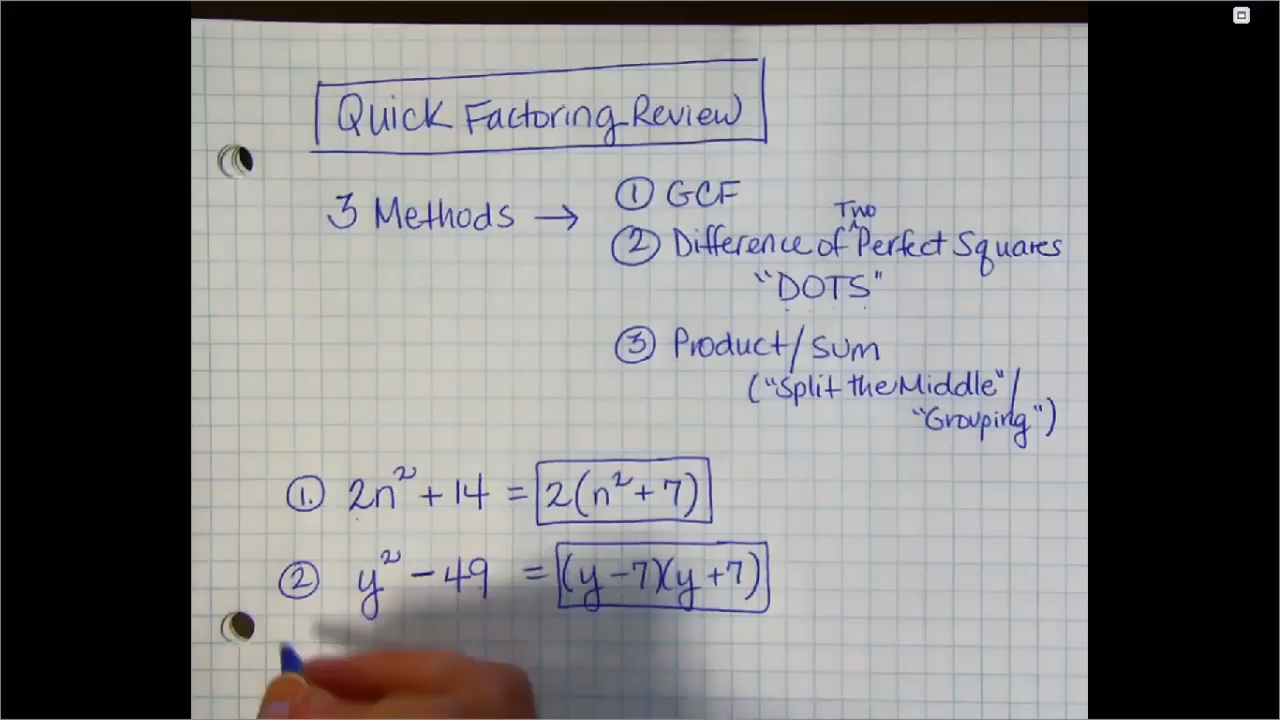 Quick Factoring Review
3 Methods → ① GCF
② Difference of Two Perfect Squares
"DOTS"
③ Product/sum
("Split the Middle"/
"Grouping")
①. 2n² + 14 = 2(n² + 7)
② y² - 49 = (y - 7)(y + 7)